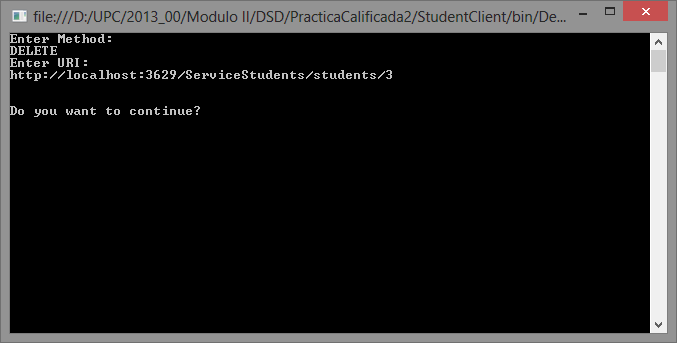 file:///D:/UPC/2013_00/Modulo II/DSD/PracticaCalificada2/StudentClient/bin/De...
Enter Method:
DELETE
Enter URI:
http://localhost:3629/ServiceStudents/students/3
Do you want to continue?